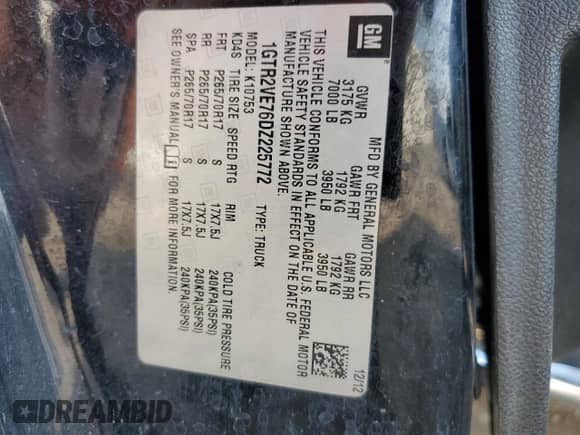 GM
MFD BY GENERAL MOTORS LLC 12/12
GVWR GAWR FRT GAWR RR
3175 KG 1792 KG 1792 KG
7000 LB 3950 LB 3950 LB
THIS VEHICLE CONFORMS TO ALL APPLICABLE U.S. FEDERAL MOTOR
VEHICLE SAFETY STANDARDS IN EFFECT ON THE DATE OF
MANUFACTURE SHOWN ABOVE.
1GTR2VE76DZ225772 TYPE: TRUCK
MODEL: K10753
KD4S TIRE SIZE SPEED RTG RIM COLD TIRE PRESSURE
FRT P265/70R17 S 17X7.5J 240KPA(35PSI)
RR P265/70R17 S 17X7.5J 240KPA(35PSI)
SPA P265/70R17 S 17X7.5J 240KPA(35PSI)
SEE OWNER'S MANUAL FOR MORE INFORMATION.
DREAMBID